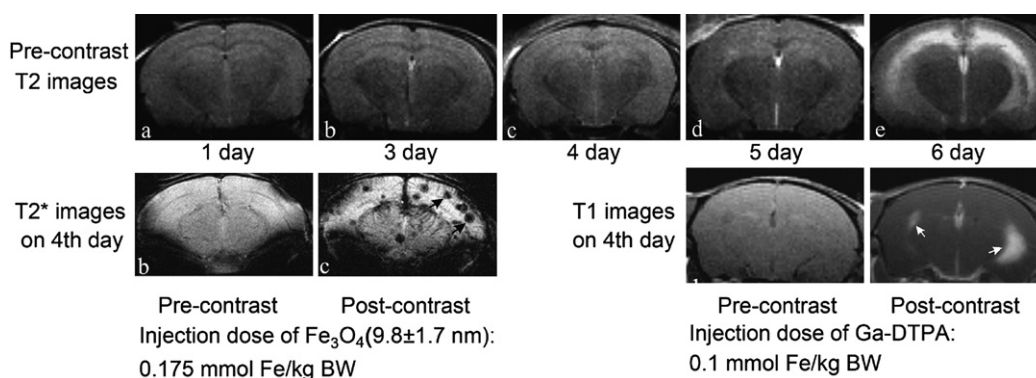 Pre-contrast
T2 images
a
b
c
d
e
1 day
3 day
4 day
5 day
6 day
T2* images
on 4th day
b
c
T1 images
on 4th day
Pre-contrast
Post-contrast
Pre-contrast
Post-contrast
Injection dose of Fe₃O₄(9.8±1.7 nm):
0.175 mmol Fe/kg BW
Injection dose of Ga-DTPA:
0.1 mmol Fe/kg BW